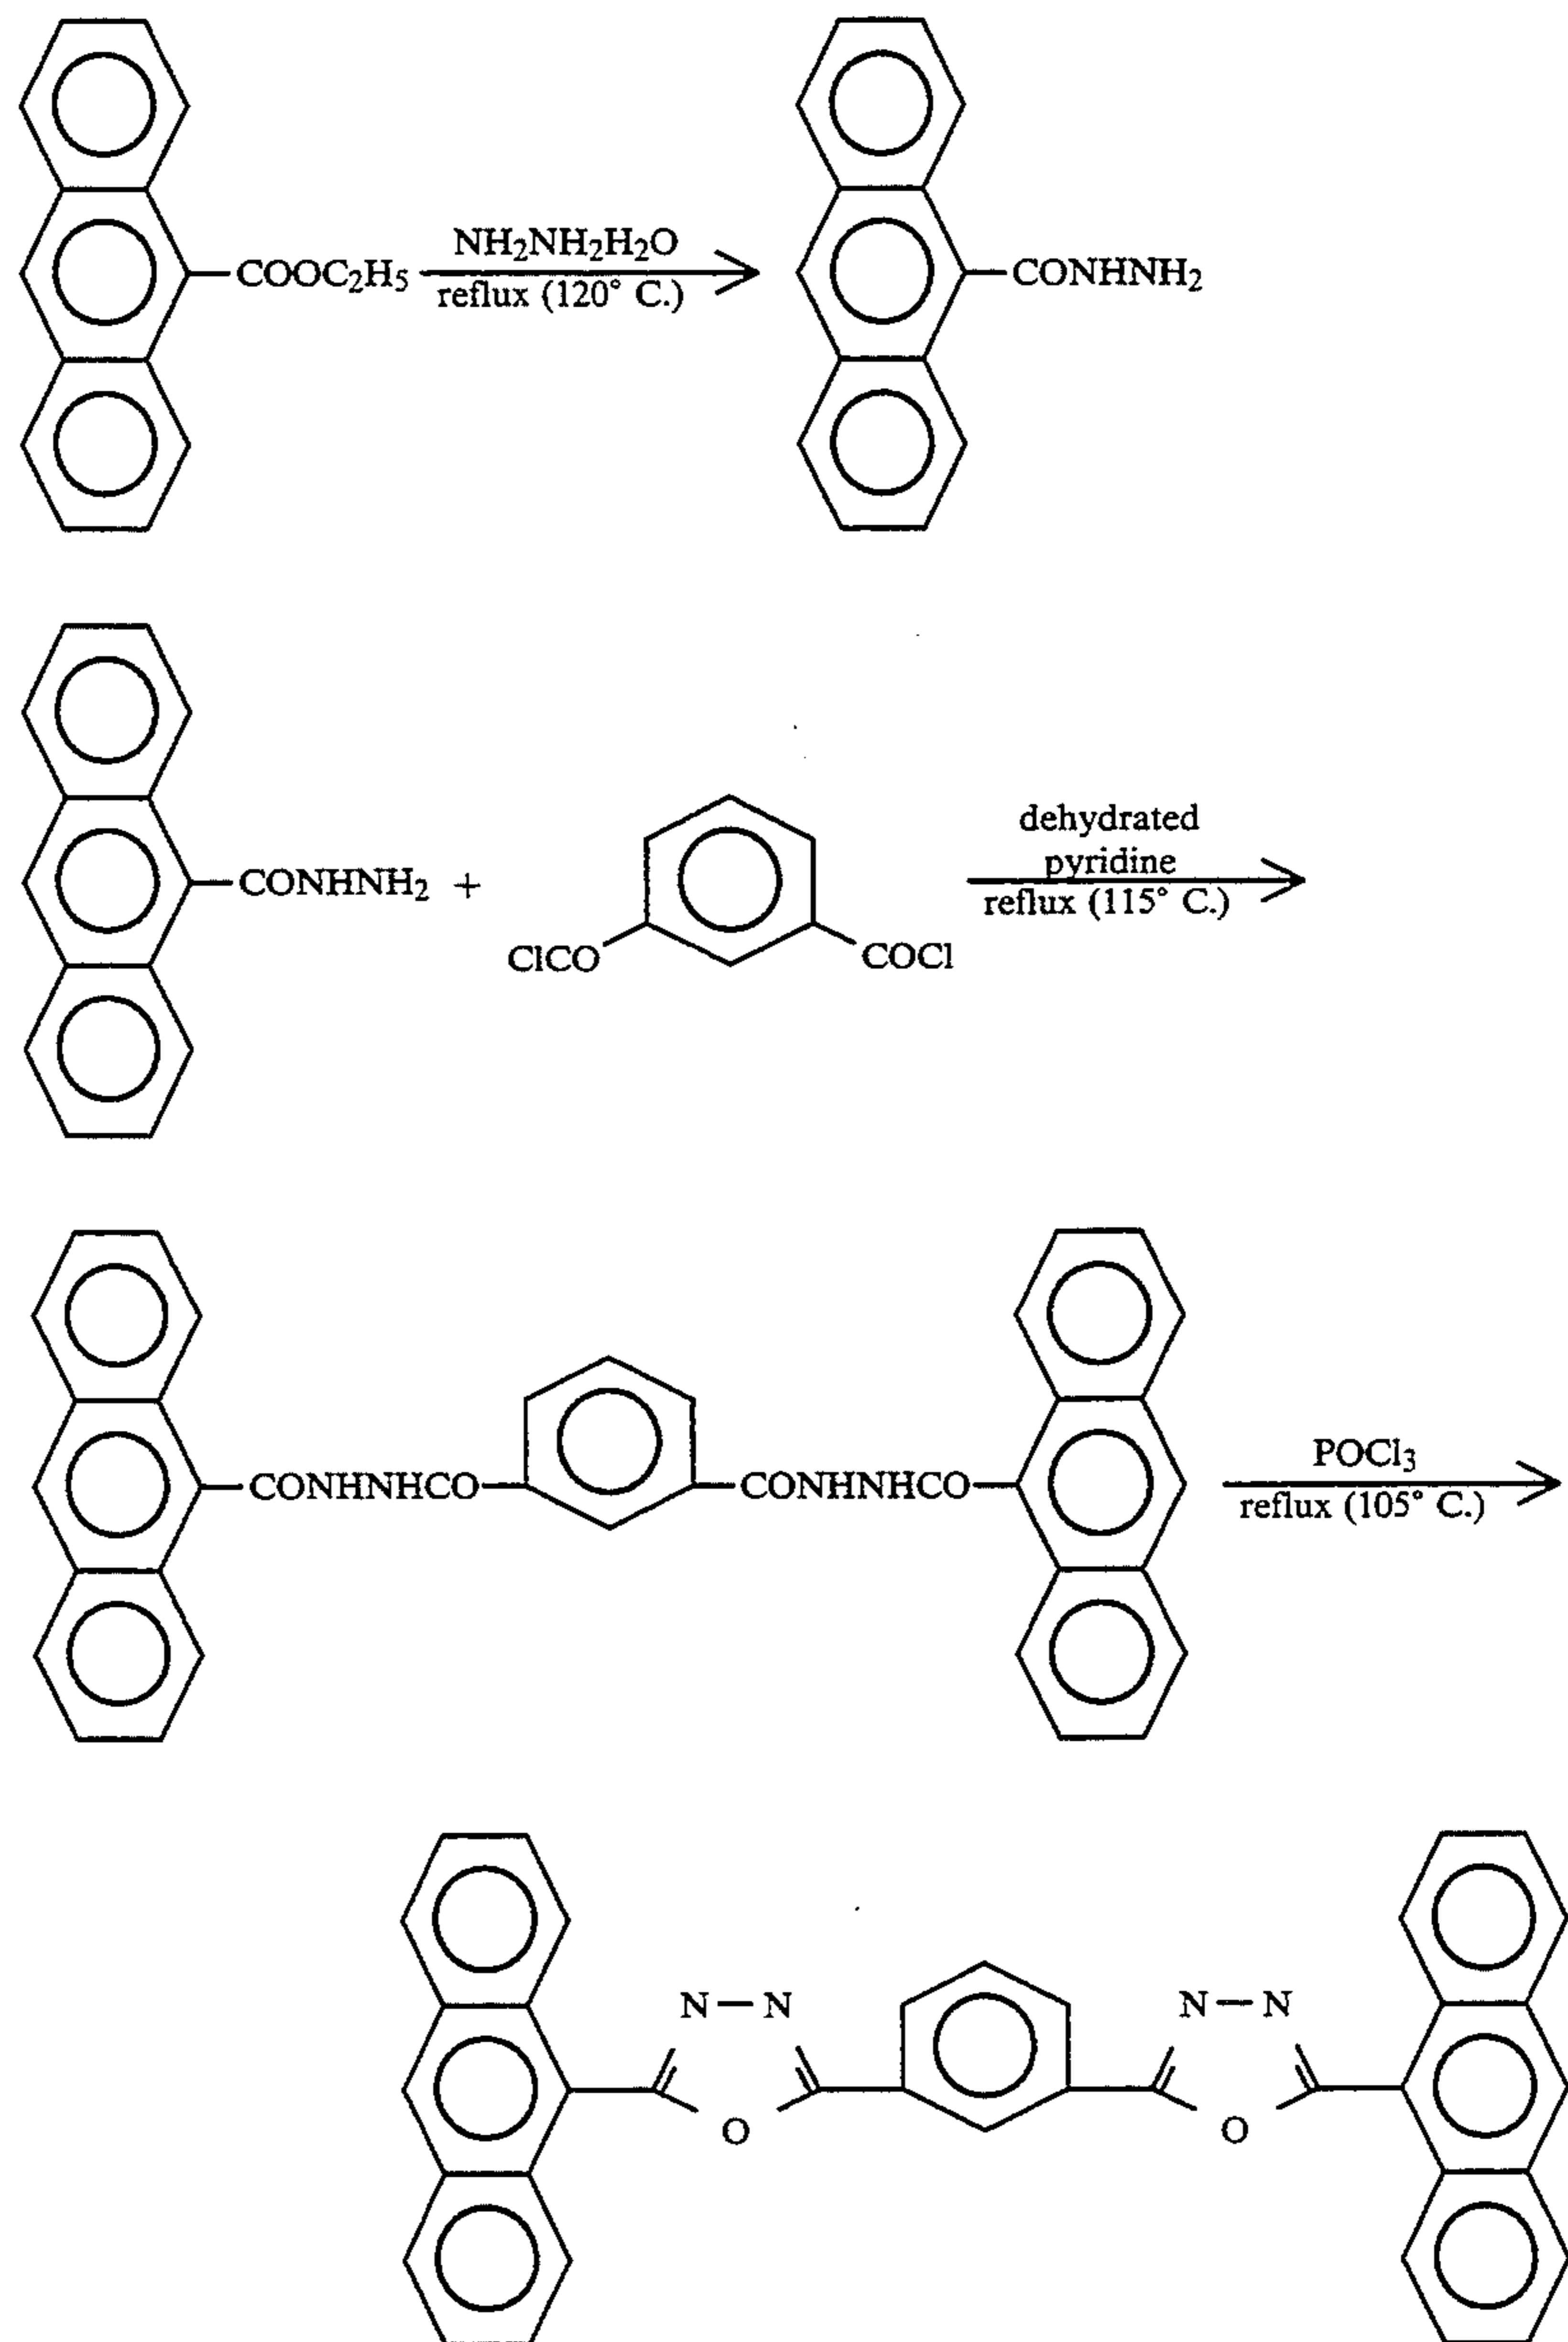 COOC₂H₅
NH₂NH₂H₂O
reflux (120° C.)
CONHNH₂
CONHNH₂ +
ClCO
COCl
dehydrated
pyridine
reflux (115° C.)
CONHNHCO
CONHNHCO
POCl₃
reflux (105° C.)
N — N
O
N — N
O